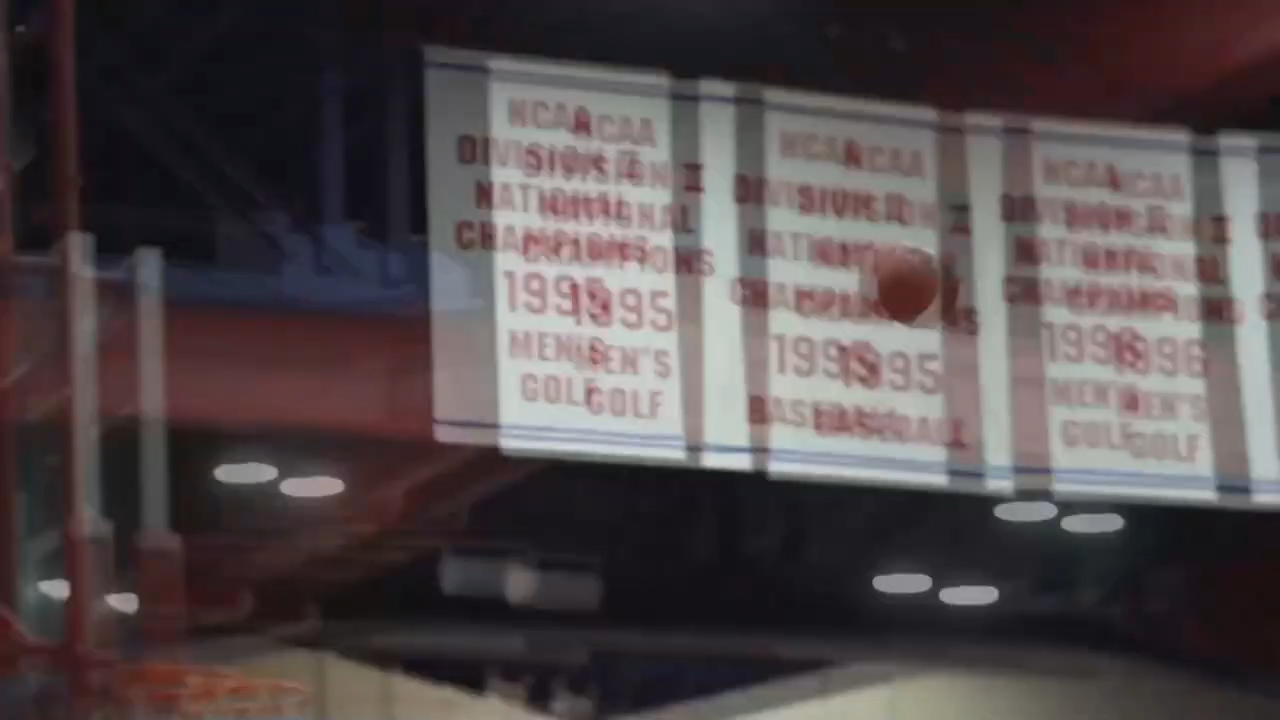 NCAA
DIVISION II
NATIONAL
CHAMPIONS
1995
MEN'S
GOLF
NCAA
DIVISION II
NATIONAL
CHAMPIONS
1995
BASEBALL
NCAA
DIVISION II
NATIONAL
CHAMPIONS
1996
MEN'S
GOLF